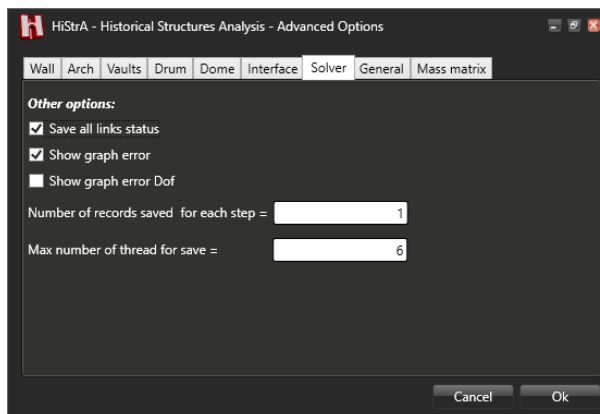 HiStrA - Historical Structures Analysis - Advanced Options
Wall Arch Vaults Drum Dome Interface Solver General Mass matrix
Other options:
Save all links status
Show graph error
Show graph error Dof
Number of records saved for each step = 1
Max number of thread for save = 6
Cancel Ok